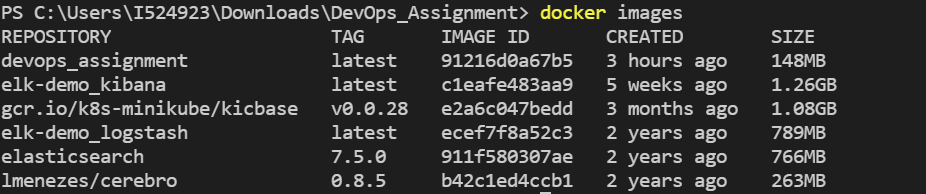 PS C:\Users\I524923\Downloads\DevOps_Assignment> docker images
REPOSITORY TAG IMAGE ID CREATED SIZE
devops_assignment latest 91216d0a67b5 3 hours ago 148MB
elk-demo_kibana latest c1eafe483aa9 5 weeks ago 1.26GB
gcr.io/k8s-minikube/kicbase v0.0.28 e2a6c047bedd 3 months ago 1.08GB
elk-demo_logstash latest ecef7f8a52c3 2 years ago 789MB
elasticsearch 7.5.0 911f580307ae 2 years ago 766MB
lmenezes/cerebro 0.8.5 b42c1ed4ccb1 2 years ago 263MB